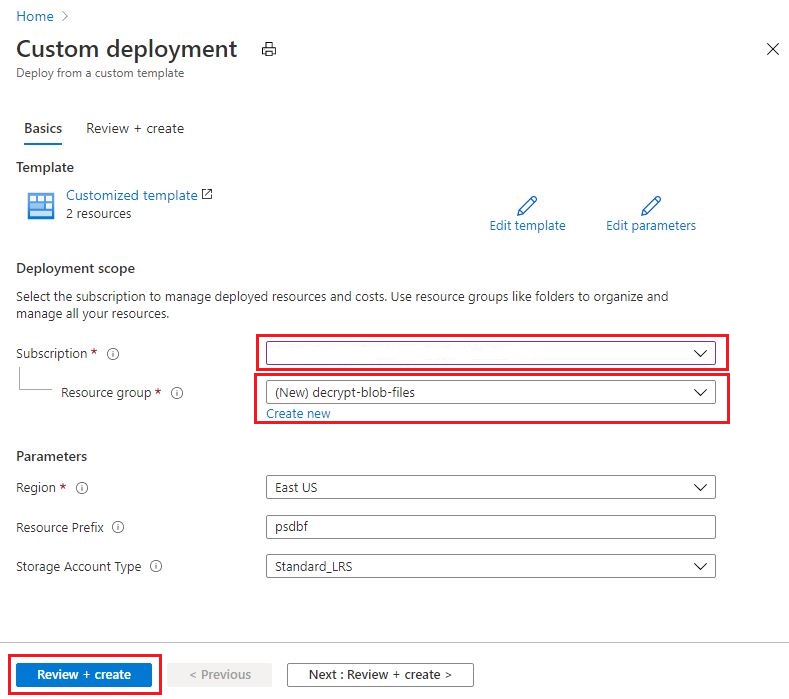 Home >
Custom deployment
Deploy from a custom template
Basics Review + create
Template
Customized template
2 resources
Edit template Edit parameters
Deployment scope
Select the subscription to manage deployed resources and costs. Use resource groups like folders to organize and
manage all your resources.
Subscription *
Resource group * (New) decrypt-blob-files
Create new
Parameters
Region * East US
Resource Prefix psdbf
Storage Account Type Standard_LRS
Review + create < Previous Next : Review + create >